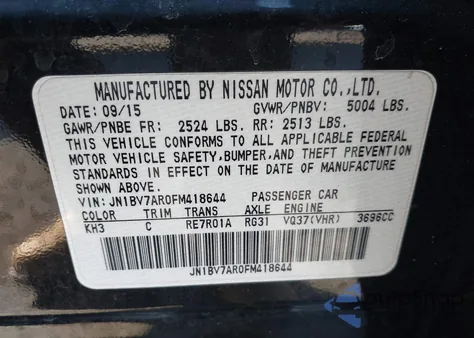 MANUFACTURED BY NISSAN MOTOR CO.,LTD.
DATE: 09/15 GVWR/PNBV: 5004 LBS.
GAWR/PNBE FR: 2524 LBS. RR: 2513 LBS.
THIS VEHICLE CONFORMS TO ALL APPLICABLE FEDERAL
MOTOR VEHICLE SAFETY, BUMPER, AND THEFT PREVENTION
STANDARDS IN EFFECT ON THE DATE OF MANUFACTURE
SHOWN ABOVE.
VIN: JN1BV7AR0FM418644 PASSENGER CAR
COLOR TRIM TRANS AXLE ENGINE
KH3 C RE7R01A RG31 VQ37(VHR) 3696CC
JN1BV7AR0FM418644